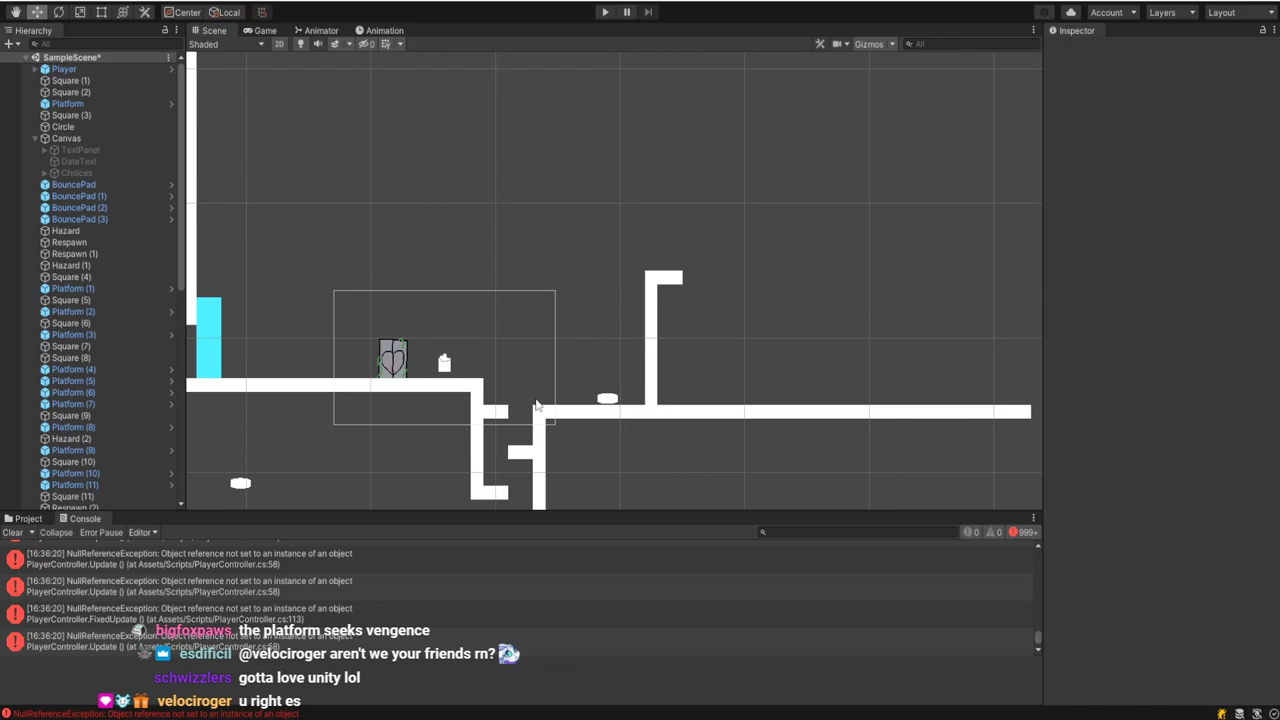 Center
Local
Account
Layers
Layout
Hierarchy
Scene
Game
Animator
Animation
Inspector
All
Shaded
2D
0
Gizmos
All
SampleScene*
Player
Square (1)
Square (2)
Platform
Square (3)
Circle
Canvas
TextPanel
DateText
Choices
BouncePad
BouncePad (1)
BouncePad (2)
BouncePad (3)
Hazard
Respawn
Respawn (1)
Hazard (1)
Square (4)
Platform (1)
Square (5)
Platform (2)
Square (6)
Platform (3)
Square (7)
Square (8)
Platform (4)
Platform (5)
Platform (6)
Platform (7)
Square (9)
Platform (8)
Hazard (2)
Platform (9)
Square (10)
Platform (10)
Platform (11)
Square (11)
Respawn (2)
Project
Console
Clear
Collapse
Error Pause
Editor
0
0
999+
[16:36:20] NullReferenceException: Object reference not set to an instance of an object
PlayerController.Update () (at Assets/Scripts/PlayerController.cs:58)
[16:36:20] NullReferenceException: Object reference not set to an instance of an object
PlayerController.Update () (at Assets/Scripts/PlayerController.cs:58)
[16:36:20] NullReferenceException: Object reference not set to an instance of an object
PlayerController.FixedUpdate () (at Assets/Scripts/PlayerController.cs:113)
[16:36:20] NullReferenceException: Object reference not set to an instance of an object
PlayerController.Update () (at Assets/Scripts/PlayerController.cs:58)
bigfoxpaws the platform seeks vengence
esdificil @velociroger aren't we your friends rn?
schwizzlers gotta love unity lol
velociroger u right es
NullReferenceException: Object reference not set to an instance of an object